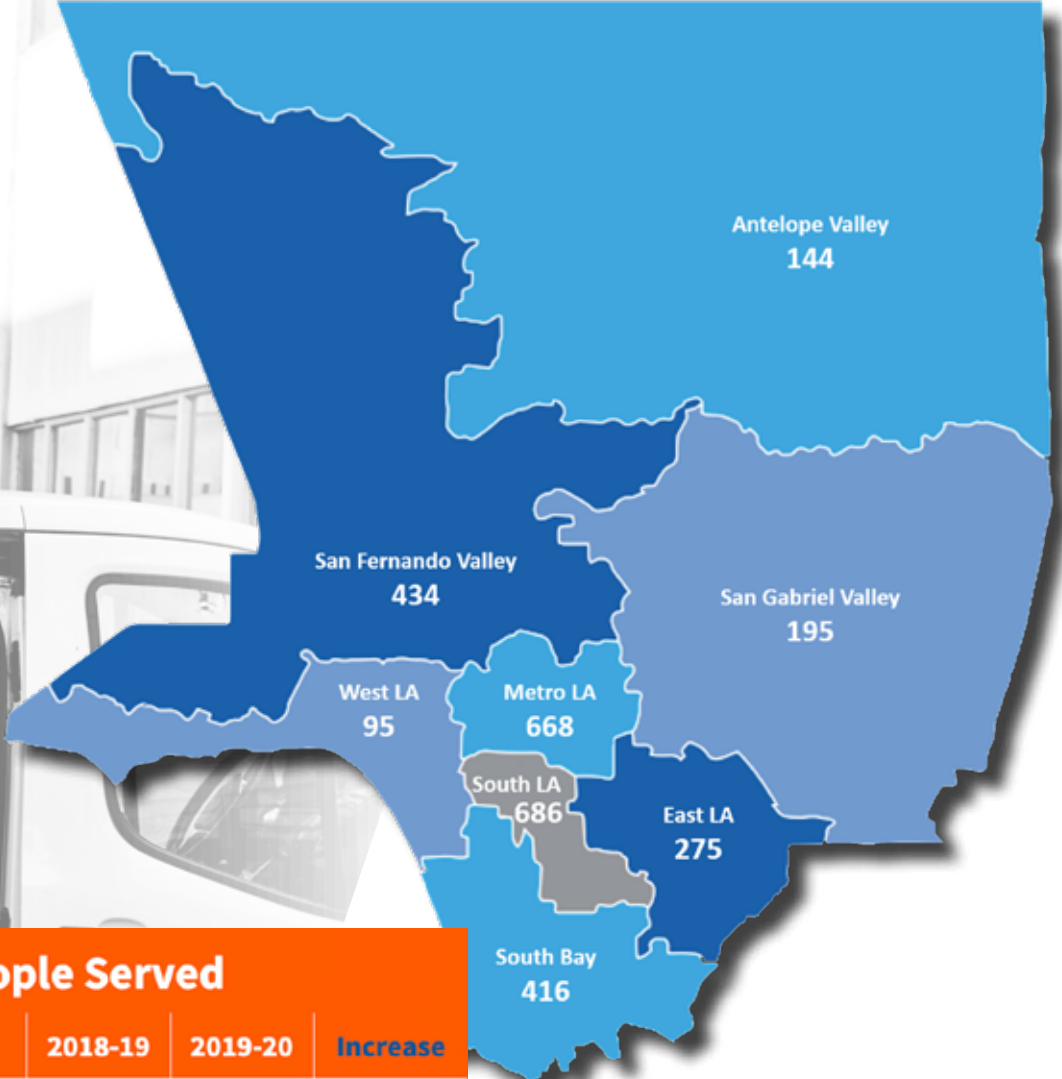 Antelope Valley
144
San Fernando Valley
434
San Gabriel Valley
195
West LA
95
Metro LA
668
South LA
686
East LA
275
South Bay
416
Served
2018-19 2019-20 Increase